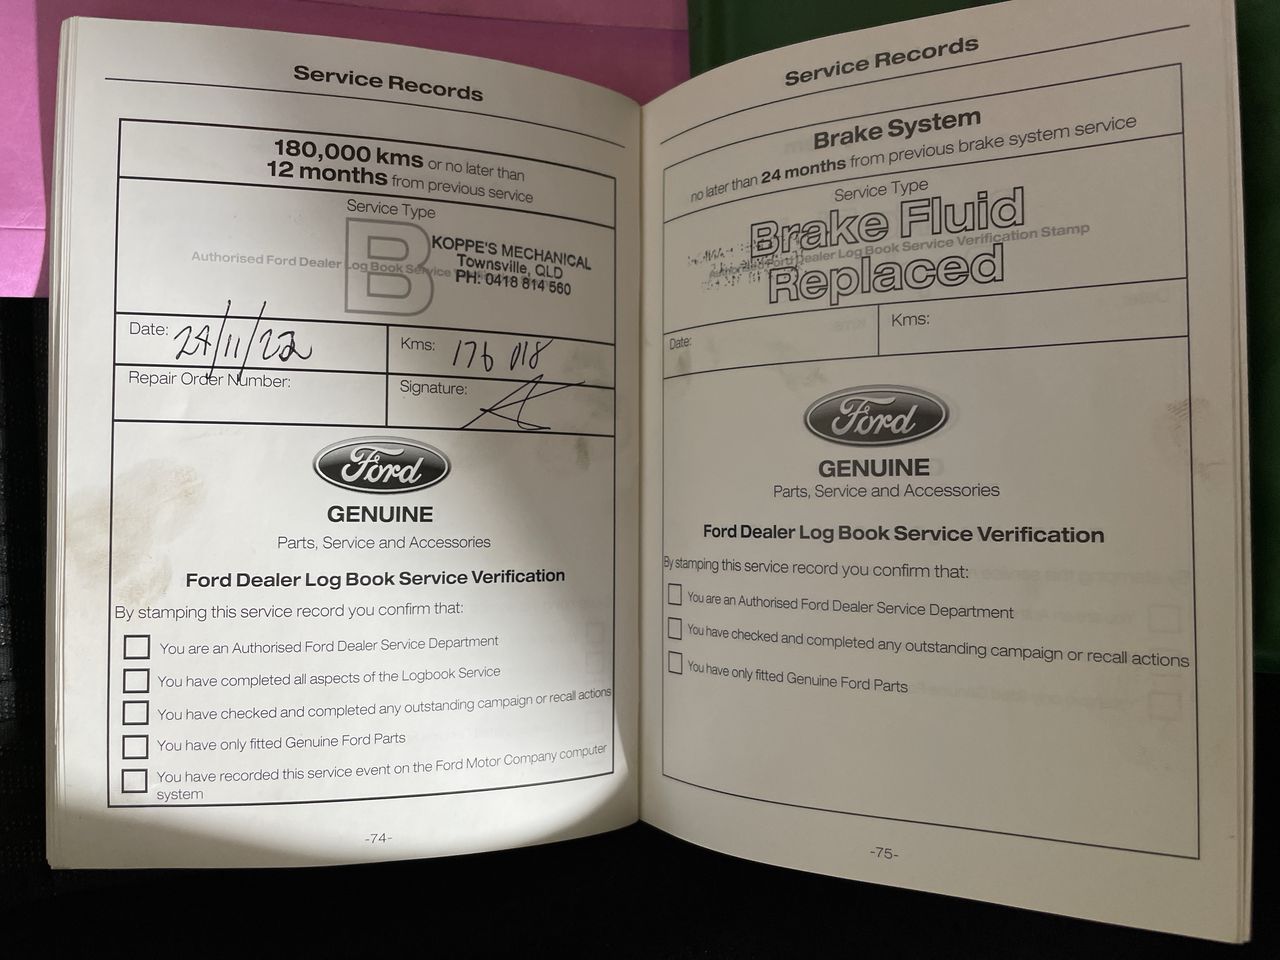 Service Records
180,000 kms or no later than
12 months from previous service
Service Type
B
KOPPE'S MECHANICAL
Townsville, QLD
PH: 0418 814 560
Authorised Ford Dealer Log Book Service
Date: 24/11/22
Kms: 176 018
Repair Order Number:
Signature:
Ford
GENUINE
Parts, Service and Accessories
Ford Dealer Log Book Service Verification
By stamping this service record you confirm that:
You are an Authorised Ford Dealer Service Department
You have completed all aspects of the Logbook Service
You have checked and completed any outstanding campaign or recall actions
You have only fitted Genuine Ford Parts
You have recorded this service event on the Ford Motor Company computer
system
-74-
Service Records
Brake System
no later than 24 months from previous brake system service
Service Type
Brake Fluid
Authorised Ford Dealer Log Book Service Verification Stamp
Replaced
Date:
Kms:
Ford
GENUINE
Parts, Service and Accessories
Ford Dealer Log Book Service Verification
By stamping this service record you confirm that:
You are an Authorised Ford Dealer Service Department
You have checked and completed any outstanding campaign or recall actions
You have only fitted Genuine Ford Parts
-75-